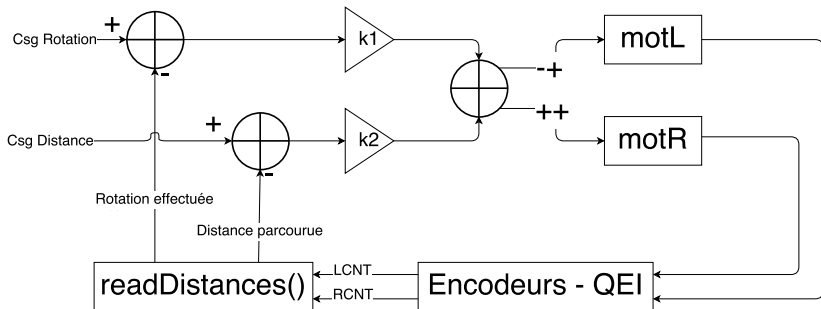 +
Csg Rotation
-
k1
motL
-+
++
+
Csg Distance
-
k2
motR
Rotation effectuée
Distance parcourue
readDistances()
LCNT
RCNT
Encodeurs - QEI